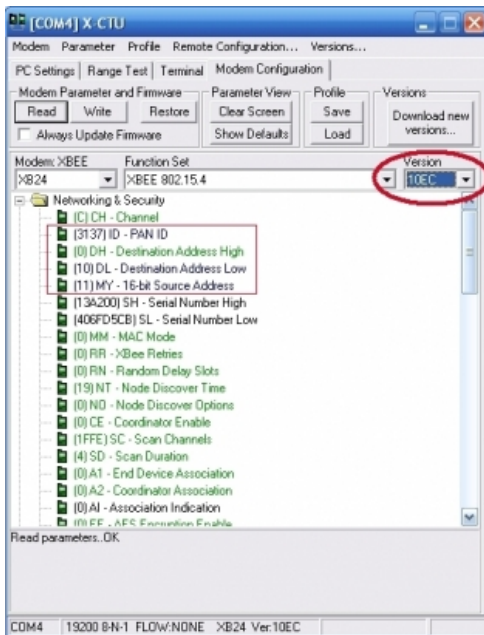 [COM4] X-CTU
Modem Parameter Profile Remote Configuration... Versions...
PC Settings Range Test Terminal Modem Configuration
Modem Parameter and Firmware Parameter View Profile Versions
Read Write Restore Clear Screen Save Download new versions...
Always Update Firmware Show Defaults Load
Modem: XBEE Function Set Version
XB24 XBEE 802.15.4 10EC
Networking & Security
(C) CH - Channel
(3137) ID - PAN ID
(0) DH - Destination Address High
(10) DL - Destination Address Low
(11) MY - 16-bit Source Address
(13A200) SH - Serial Number High
(406FD5CB) SL - Serial Number Low
(0) MM - MAC Mode
(0) RR - XBee Retries
(0) RN - Random Delay Slots
(19) NT - Node Discover Time
(0) NO - Node Discover Options
(0) CE - Coordinator Enable
(1FFE) SC - Scan Channels
(4) SD - Scan Duration
(0) A1 - End Device Association
(0) A2 - Coordinator Association
(0) AI - Association Indication
(0) EE - AES Encryption Enable
Read parameters..OK
COM4 19200 8-N-1 FLOW:NONE XB24 Ver:10EC